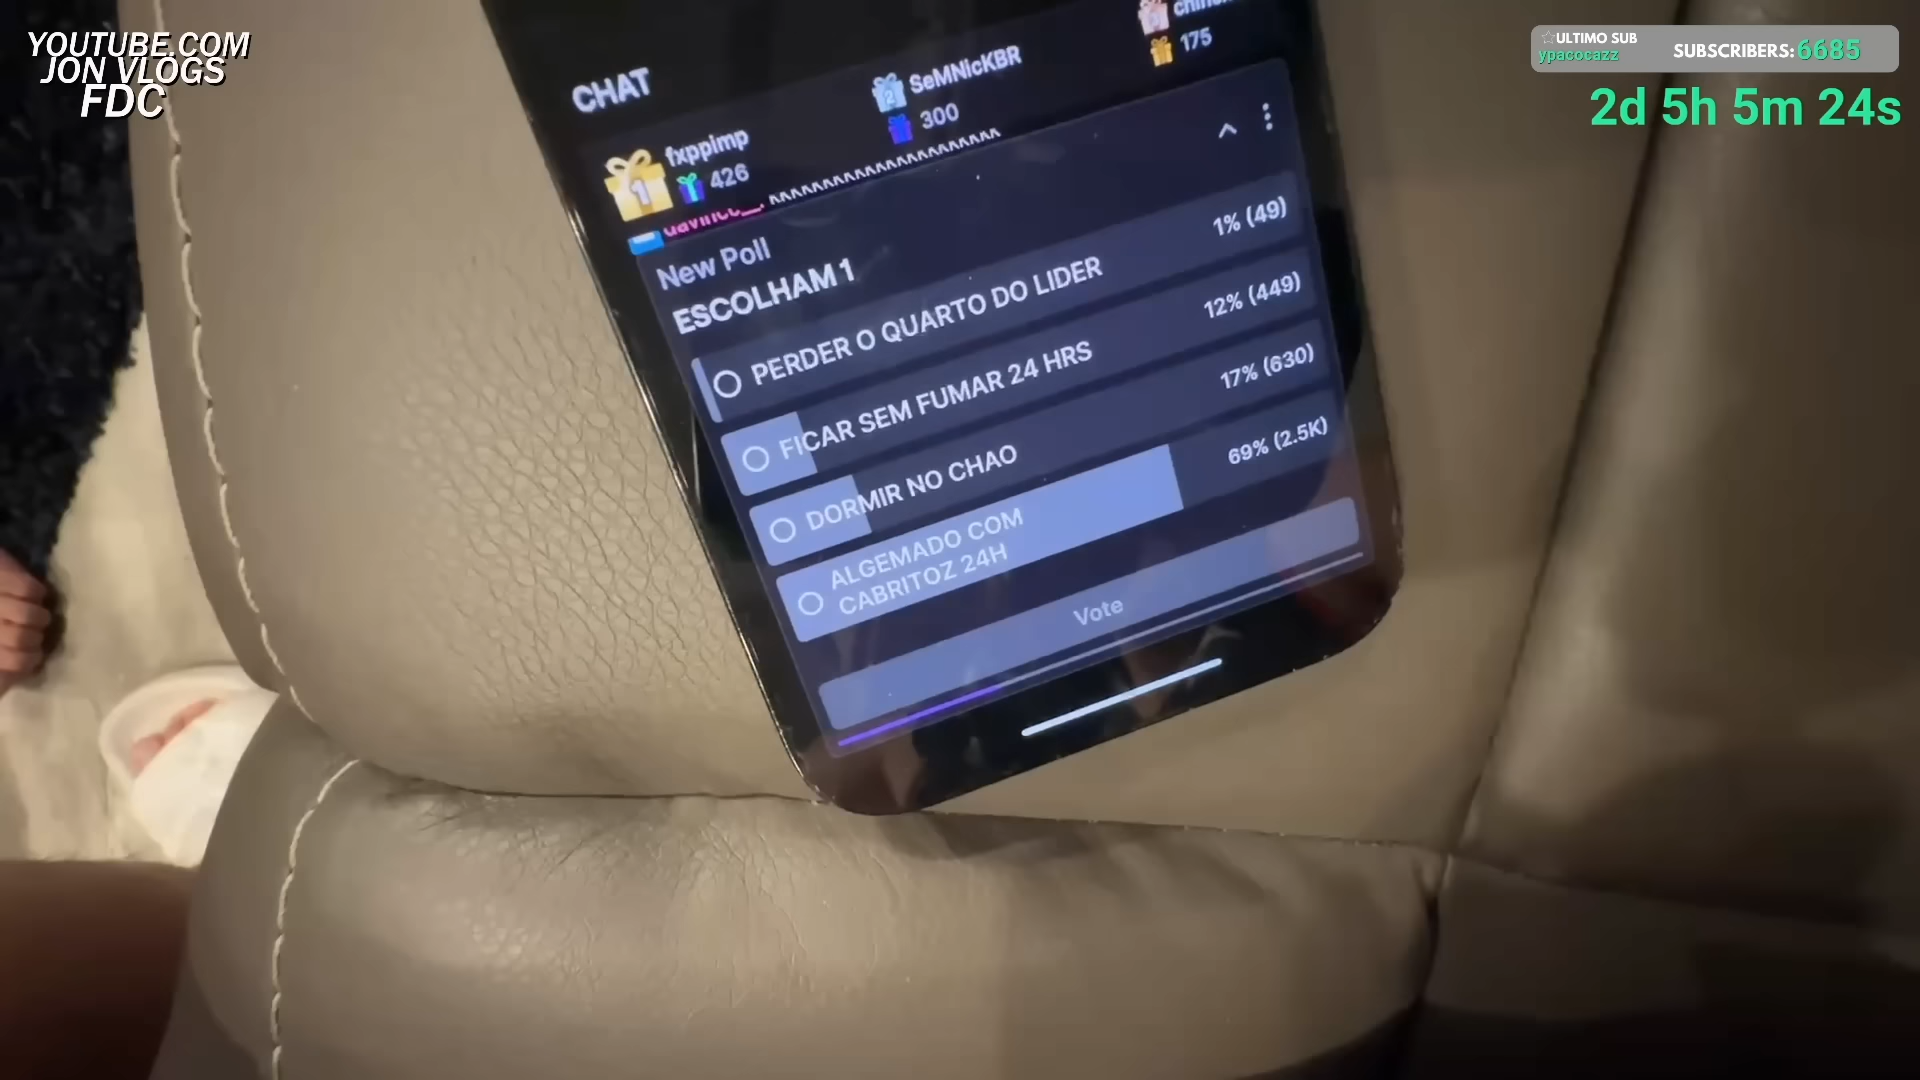 YOUTUBE.COM
JON VLOGS
FDC
☆ULTIMO SUB
ypacocazz
SUBSCRIBERS: 6685
2d 5h 5m 24s
CHAT
SeMNicKBR
300
175
fxppimp
1
426
New Poll
ESCOLHAM 1
PERDER O QUARTO DO LIDER 1% (49)
FICAR SEM FUMAR 24 HRS 12% (449)
DORMIR NO CHAO 17% (630)
ALGEMADO COM
CABRITOZ 24H 69% (2.5K)
Vote